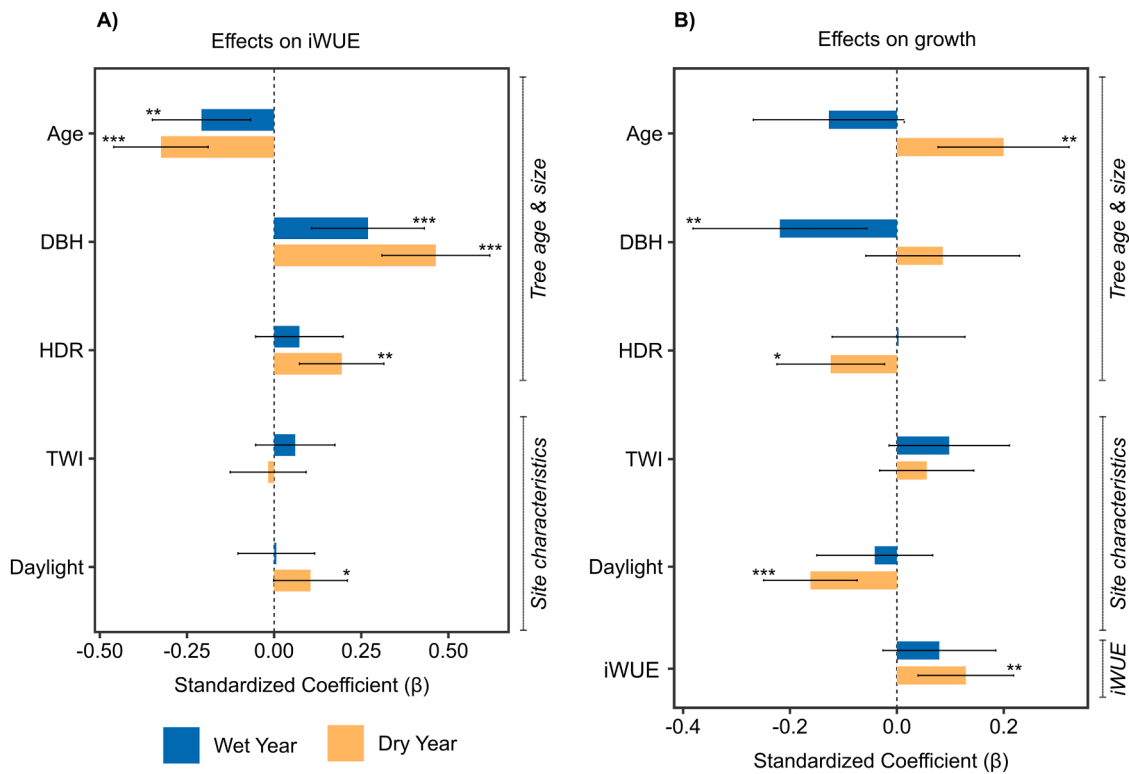 A)
Effects on iWUE
Age
**
***
DBH
***
***
HDR
**
TWI
Daylight
*
-0.50 -0.25 0.00 0.25 0.50
Standardized Coefficient (β)
Tree age & size
Site characteristics
Wet Year
Dry Year
B)
Effects on growth
Age
**
DBH
**
HDR
*
TWI
Daylight
***
iWUE
**
-0.4 -0.2 0.0 0.2
Standardized Coefficient (β)
Tree age & size
Site characteristics
iWUE